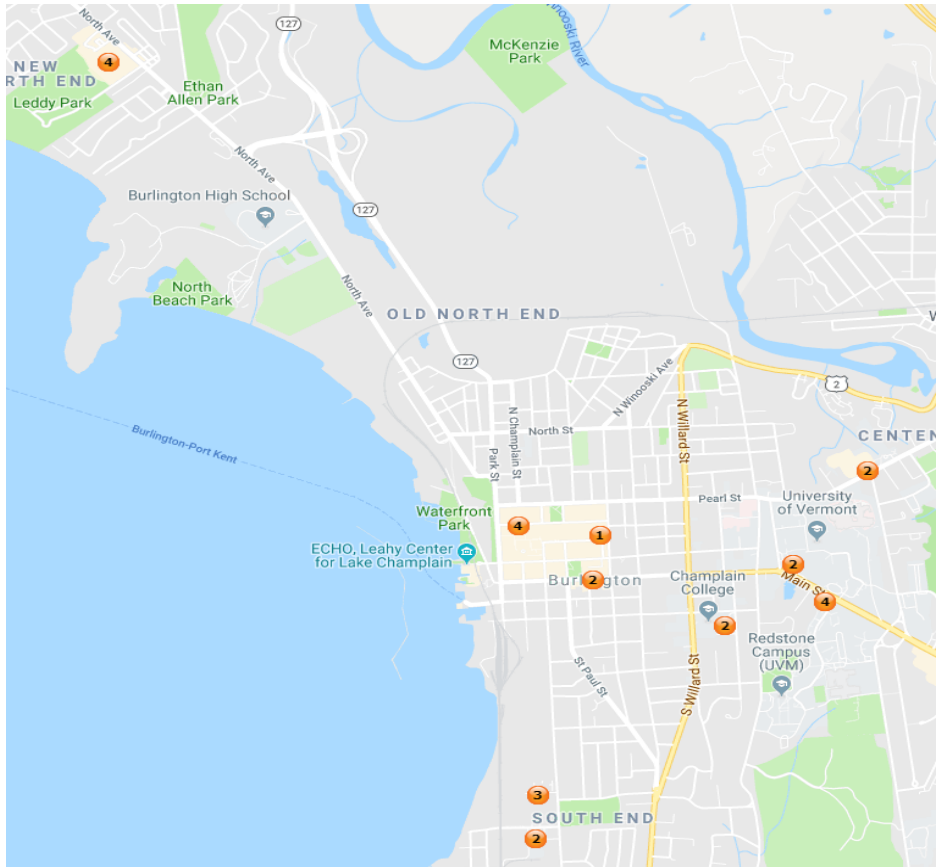 North Ave
127
Winooski River
McKenzie
Park
4
NEW
RTH END
Leddy Park
Ethan
Allen Park
North Ave
Burlington High School
127
North
Beach Park
North Ave
OLD NORTH END
W
127
N Winooski Ave
2
N Willard St
N Champlain St
North St
Burlington-Port Kent
CENTEN
Park St
2
Pearl St
University
of Vermont
Waterfront
Park
4
1
ECHO, Leahy Center
for Lake Champlain
2
Burlington
2
Champlain
College
Main St
4
2
Redstone
Campus
(UVM)
St Paul St
S Willard St
3
SOUTH END
2